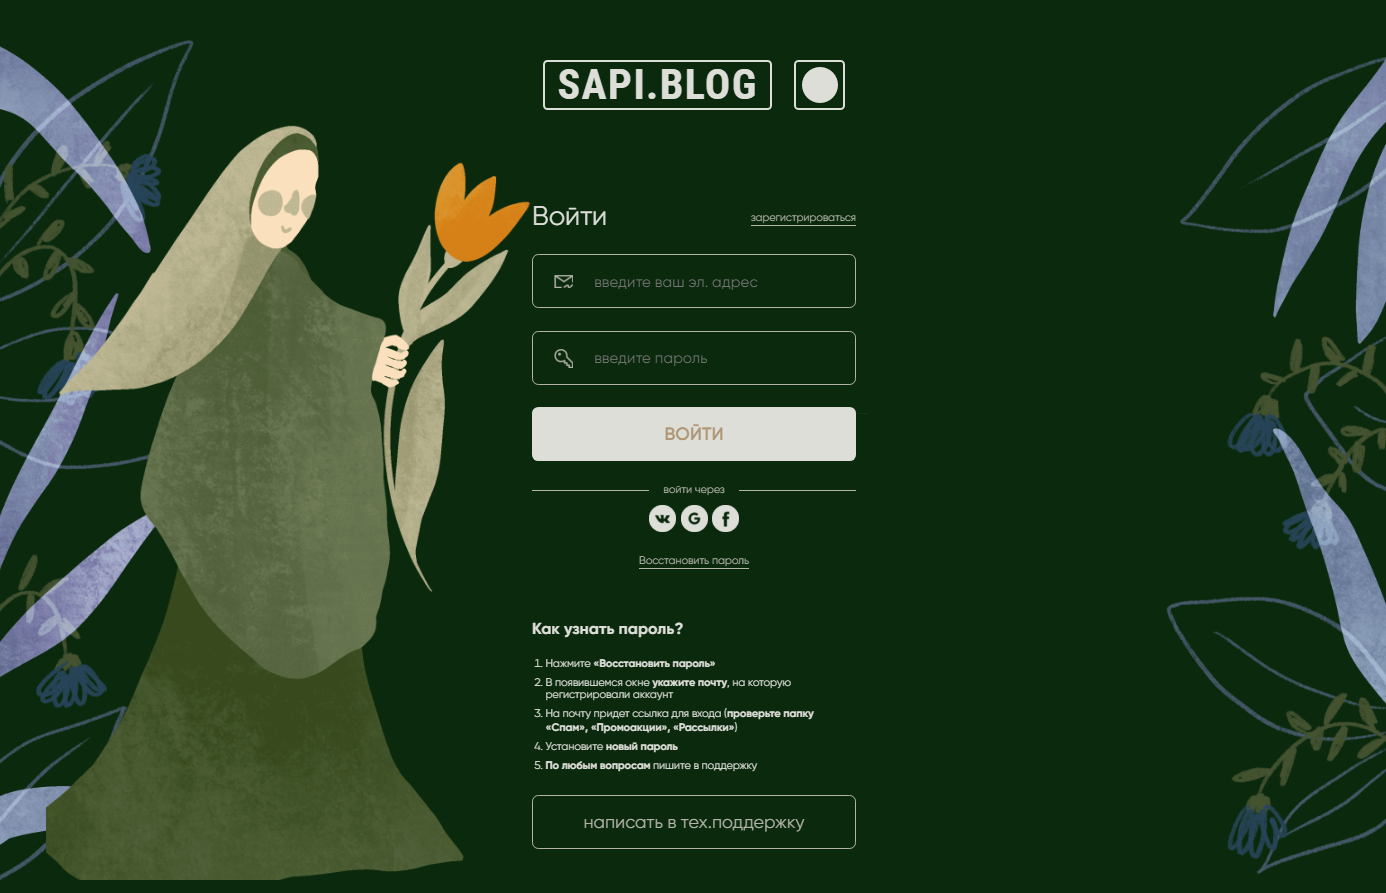 SAPI.BLOG
Войти
зарегистрироваться
введите ваш эл. адрес
введите пароль
ВОЙТИ
войти через
Восстановить пароль
Как узнать пароль?
1. Нажмите «Восстановить пароль»
2. В появившемся окне укажите почту, на которую
регистрировали аккаунт
3. На почту придет ссылка для входа (проверьте папку
«Спам», «Промоакции», «Рассылки»)
4. Установите новый пароль
5. По любым вопросам пишите в поддержку
написать в тех.поддержку